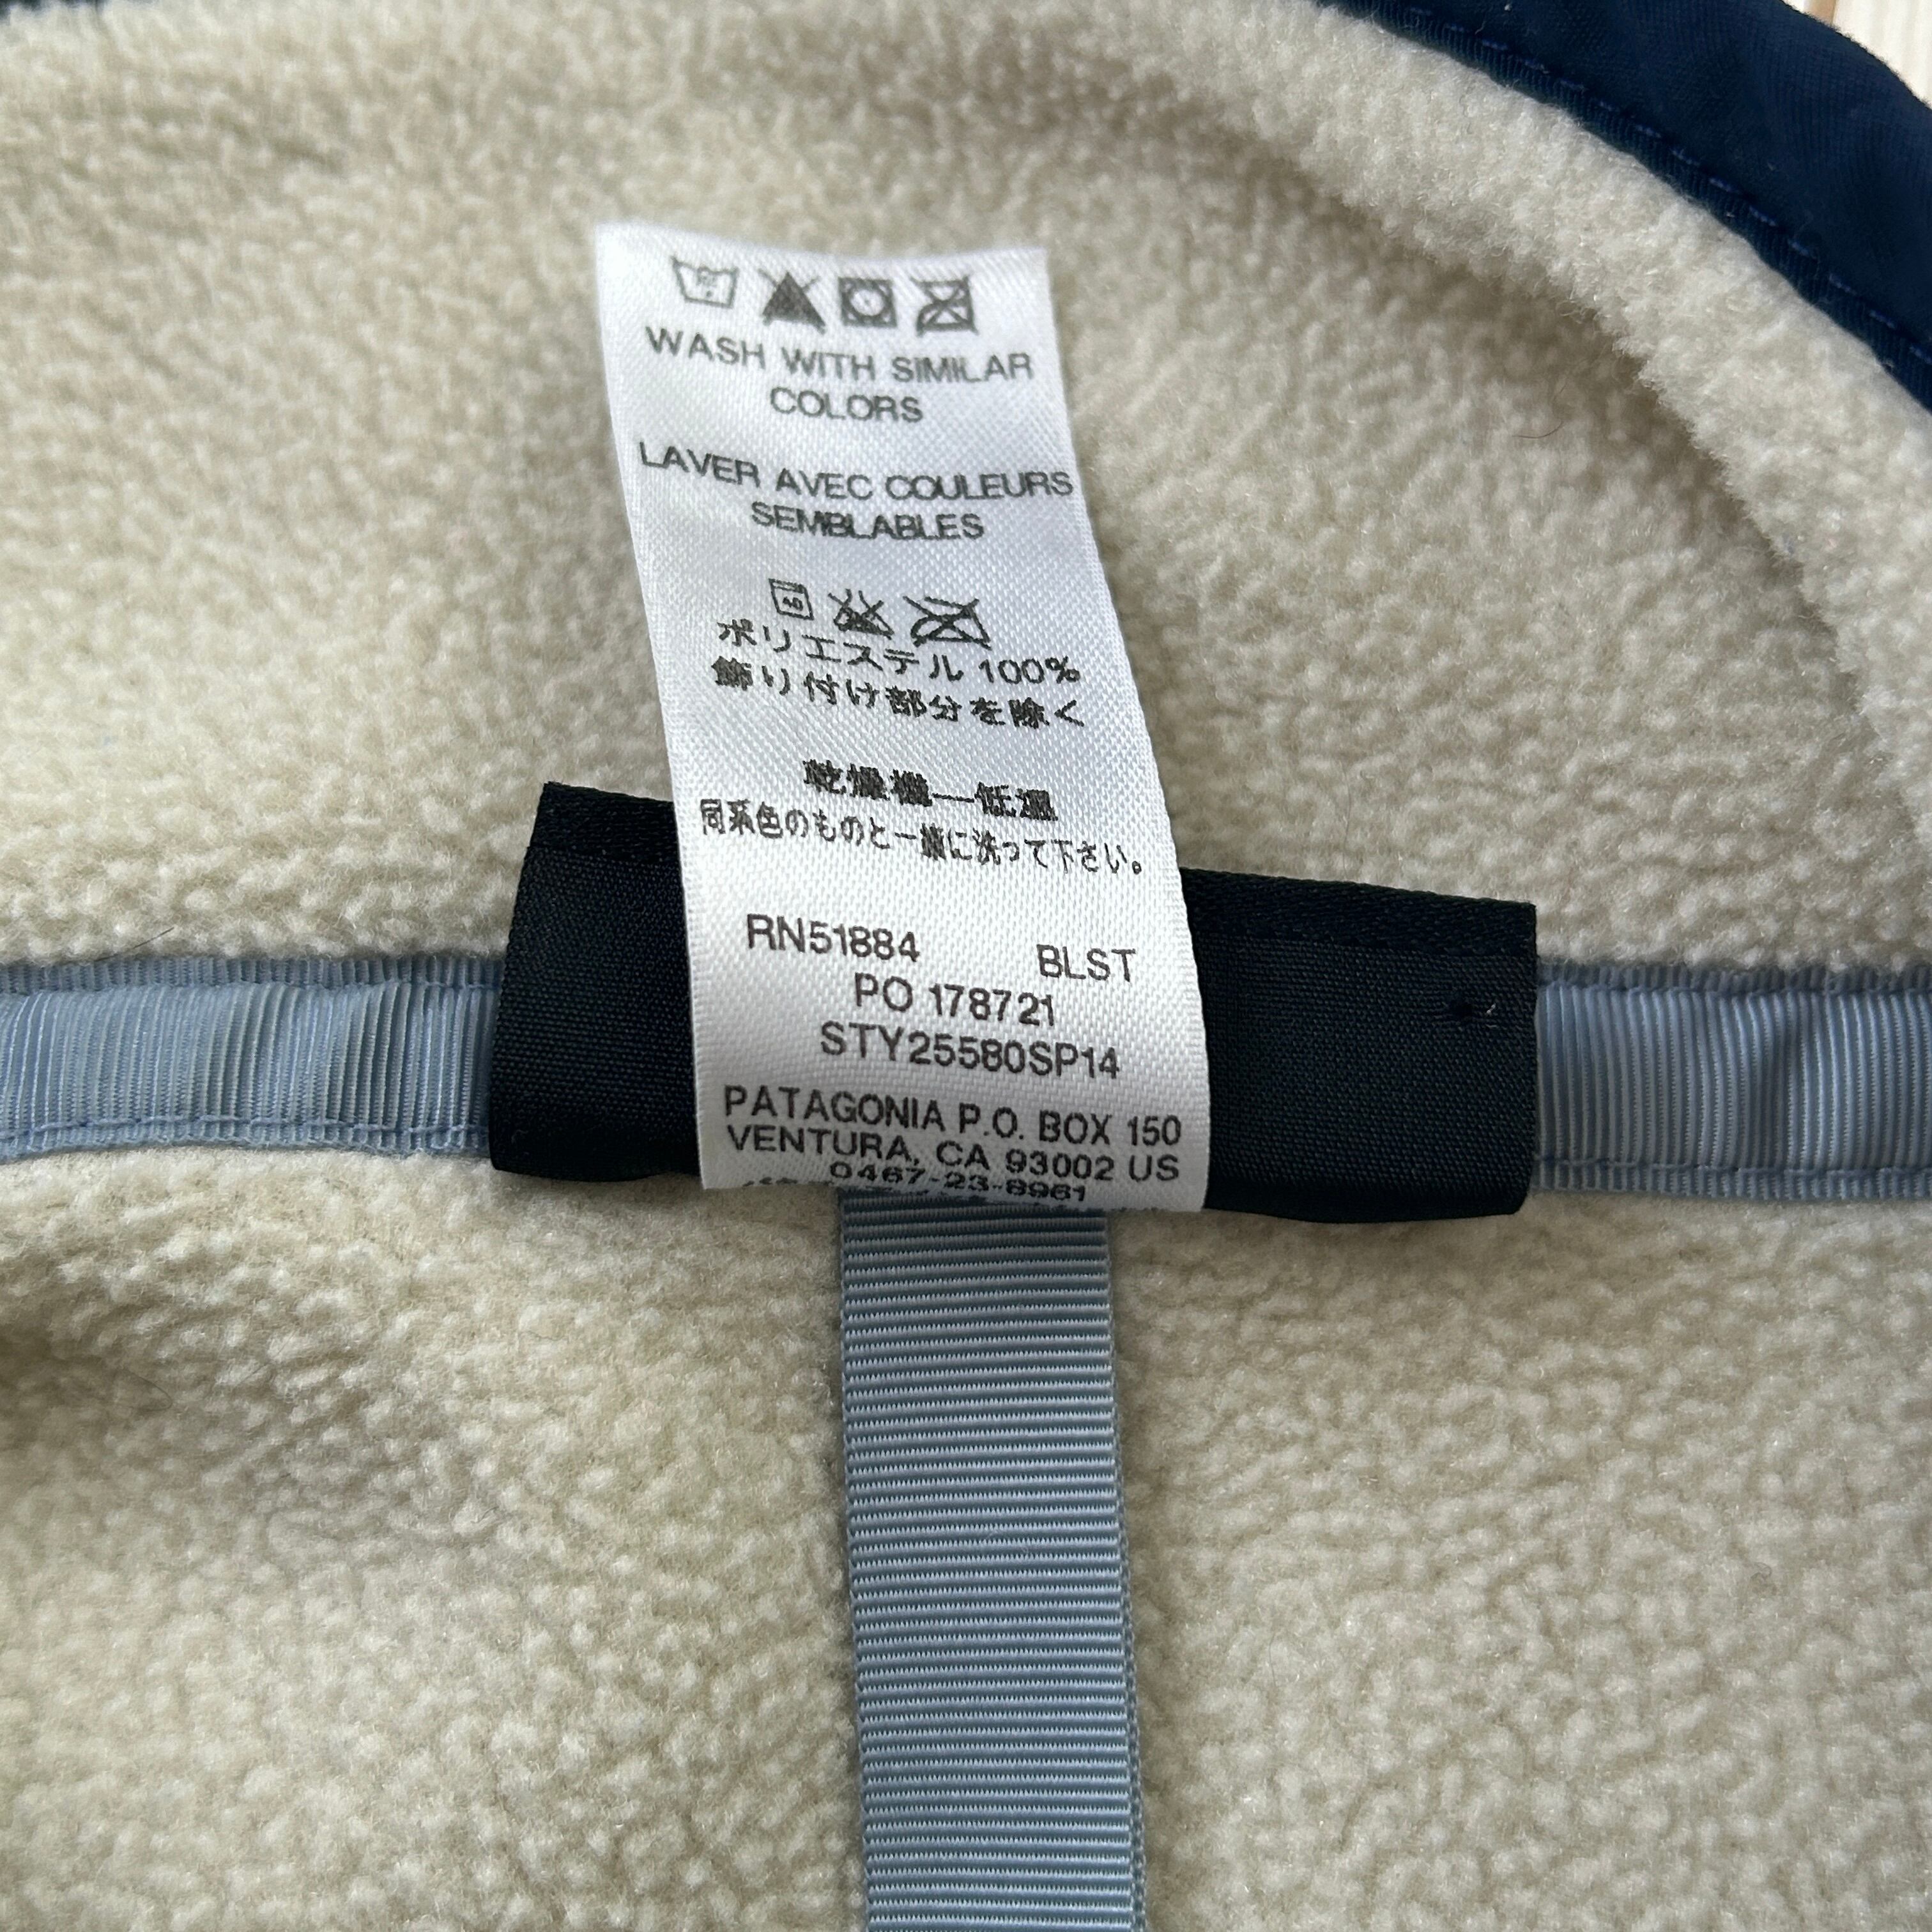 WASH WITH SIMILAR
COLORS
LAVER AVEC COULEURS
SEMBLABLES
40
ポリエステル 100%
飾り付け部分を除く
乾燥機—低温
同系色のものと一緒に洗って下さい。
RN51884 BLST
PO 178721
STY25580SP14
PATAGONIA P.O. BOX 150
VENTURA, CA 93002 US
0467-23-8961